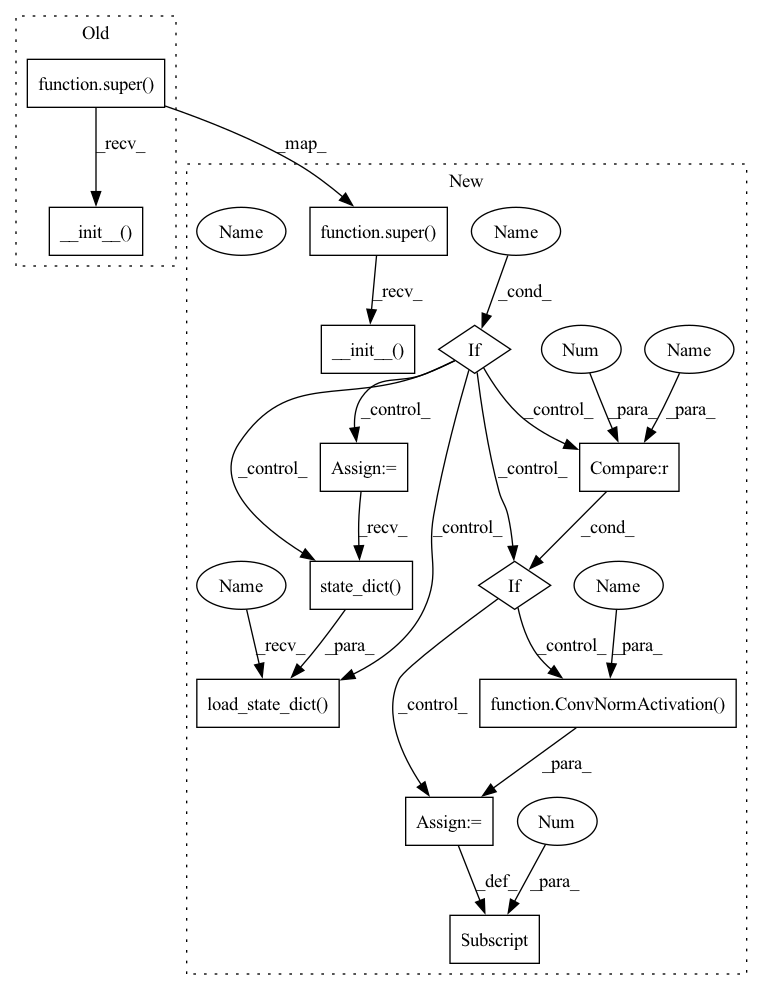 Old
function.super()
_recv_
_map_
__init__()
New
Name
function.super()
Name
_recv_
_cond_
__init__()
If
Num
Name
_control_
_control_
_para_
_para_
_control_
_control_
_control_
Assign:=
Compare:r
_recv_
_cond_
Name
state_dict()
If
Name
_recv_
_para_
_control_
_para_
load_state_dict()
function.ConvNormActivation()
_control_
_para_
Assign:=
Num
_def_
_para_
Subscript